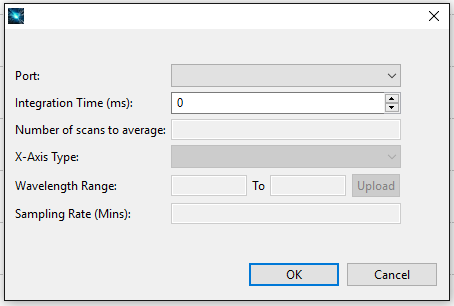 Port:
Integration Time (ms): 0
Number of scans to average:
X-Axis Type:
Wavelength Range: To Upload
Sampling Rate (Mins):
OK Cancel